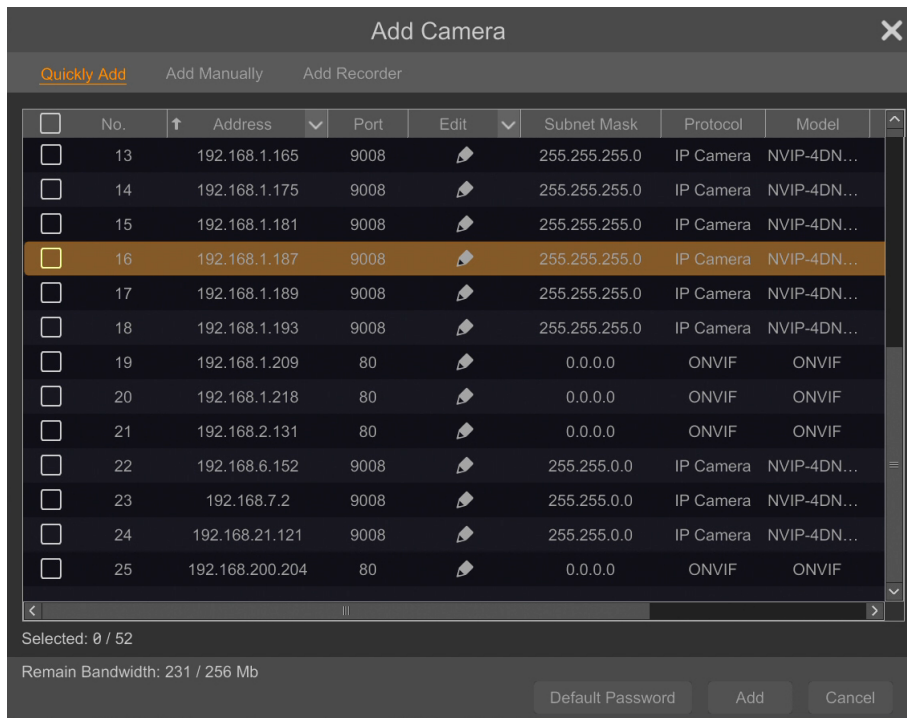 Add Camera
Quickly Add Add Manually Add Recorder
No. Address Port Edit Subnet Mask Protocol Model
13 192.168.1.165 9008 255.255.255.0 IP Camera NVIP-4DN...
14 192.168.1.175 9008 255.255.255.0 IP Camera NVIP-4DN...
15 192.168.1.181 9008 255.255.255.0 IP Camera NVIP-4DN...
16 192.168.1.187 9008 255.255.255.0 IP Camera NVIP-4DN...
17 192.168.1.189 9008 255.255.255.0 IP Camera NVIP-4DN...
18 192.168.1.193 9008 255.255.255.0 IP Camera NVIP-4DN...
19 192.168.1.209 80 0.0.0.0 ONVIF ONVIF
20 192.168.1.218 80 0.0.0.0 ONVIF ONVIF
21 192.168.2.131 80 0.0.0.0 ONVIF ONVIF
22 192.168.6.152 9008 255.255.0.0 IP Camera NVIP-4DN...
23 192.168.7.2 9008 255.255.0.0 IP Camera NVIP-4DN...
24 192.168.21.121 9008 255.255.0.0 IP Camera NVIP-4DN...
25 192.168.200.204 80 0.0.0.0 ONVIF ONVIF
Selected: 0 / 52
Remain Bandwidth: 231 / 256 Mb
Default Password Add Cancel